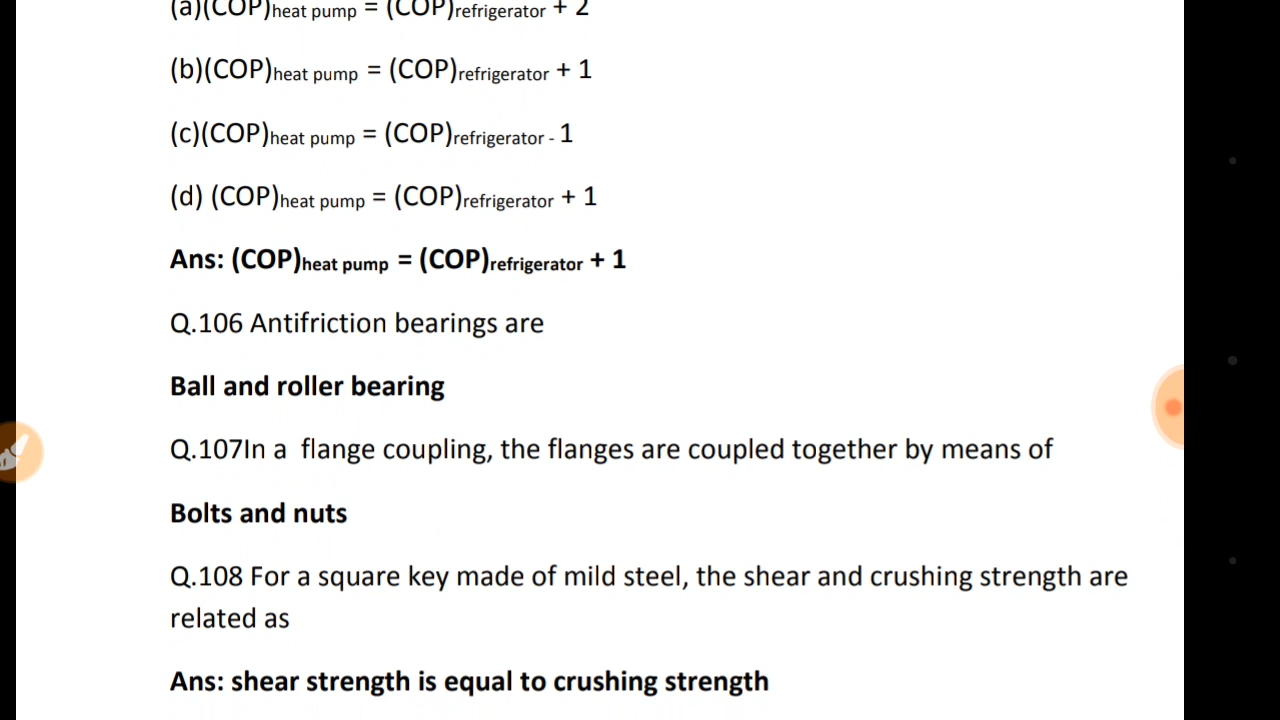 (a)(COP)heat pump = (COP)refrigerator + 2
(b)(COP)heat pump = (COP)refrigerator + 1
(c)(COP)heat pump = (COP)refrigerator - 1
(d) (COP)heat pump = (COP)refrigerator + 1
Ans: (COP)heat pump = (COP)refrigerator + 1
Q.106 Antifriction bearings are
Ball and roller bearing
Q.107In a flange coupling, the flanges are coupled together by means of
Bolts and nuts
Q.108 For a square key made of mild steel, the shear and crushing strength are
related as
Ans: shear strength is equal to crushing strength